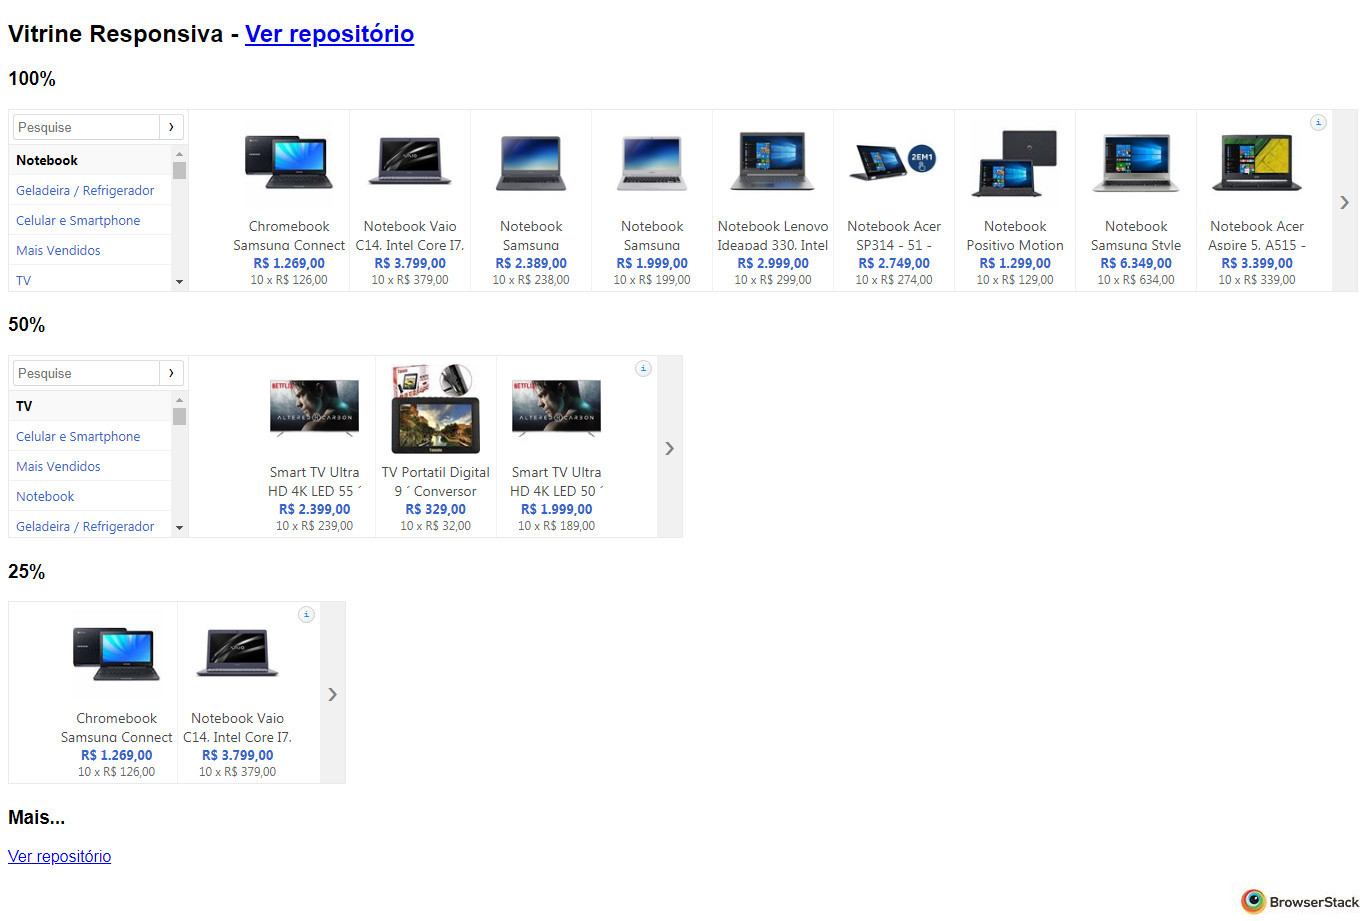 Vitrine Responsiva - Ver repositório
100%
Pesquise
Notebook
Geladeira / Refrigerador
Celular e Smartphone
Mais Vendidos
TV
Chromebook
Samsung Connect
R$ 1.269,00
10 x R$ 126,00
Notebook Vaio
C14, Intel Core I7,
R$ 3.799,00
10 x R$ 379,00
Notebook
Samsung
R$ 2.389,00
10 x R$ 238,00
Notebook
Samsung
R$ 1.999,00
10 x R$ 199,00
Notebook Lenovo
Ideapad 330, Intel
R$ 2.999,00
10 x R$ 299,00
2EM1
Notebook Acer
SP314 - 51 -
R$ 2.749,00
10 x R$ 274,00
Notebook
Positivo Motion
R$ 1.299,00
10 x R$ 129,00
Notebook
Samsung Style
R$ 6.349,00
10 x R$ 634,00
Notebook Acer
Aspire 5, A515 -
R$ 3.399,00
10 x R$ 339,00
50%
Pesquise
TV
Celular e Smartphone
Mais Vendidos
Notebook
Geladeira / Refrigerador
NETFLIX
ALTERED CARBON
Smart TV Ultra
HD 4K LED 55 ´
R$ 2.399,00
10 x R$ 239,00
TV Portatil Digital
9 ´ Conversor
R$ 329,00
10 x R$ 32,00
NETFLIX
ALTERED CARBON
Smart TV Ultra
HD 4K LED 50 ´
R$ 1.999,00
10 x R$ 189,00
25%
Chromebook
Samsung Connect
R$ 1.269,00
10 x R$ 126,00
VAIO
Notebook Vaio
C14, Intel Core I7,
R$ 3.799,00
10 x R$ 379,00
Mais...
Ver repositório
BrowserStack